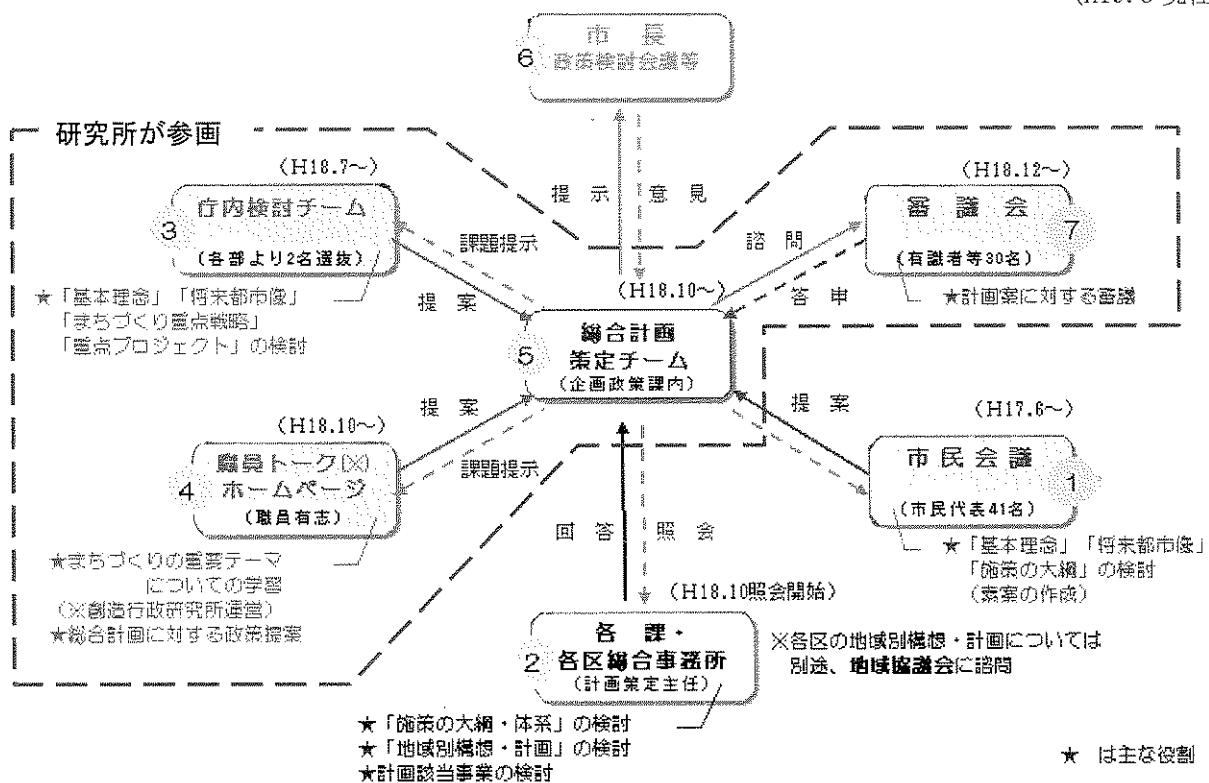 市 長
6
政策検討会議等
研究所が参画
(H18.7～)
庁内検討チーム
3
(各部より2名選抜)
★「基本理念」「将来都市像」
「まちづくり重点戦略」
「重点プロジェクト」の検討
提 示
意 見
課題提示
提 案
(H18.12～)
審 議 会
7
(有識者等30名)
★計画案に対する審議
諮 問
答 申
(H18.10～)
総合計画
策定チーム
5
(企画政策課内)
(H18.10～)
職員トーク(※)
ホームページ
4
(職員有志)
★まちづくりの重要テーマ
についての学習
(※創造行政研究所運営)
★総合計画に対する政策提案
提 案
課題提示
提 案
(H17.6～)
市 民 会 議
1
(市民代表41名)
★「基本理念」「将来都市像」
「施策の大綱」の検討
(素案の作成)
回 答
照 会
(H18.10照会開始)
各 課・
各区総合事務所
2
(計画策定主任)
★「施策の大綱・体系」の検討
★「地域別構想・計画」の検討
★計画該当事業の検討
※各区の地域別構想・計画については
別途、地域協議会に諮問
★ は主な役割